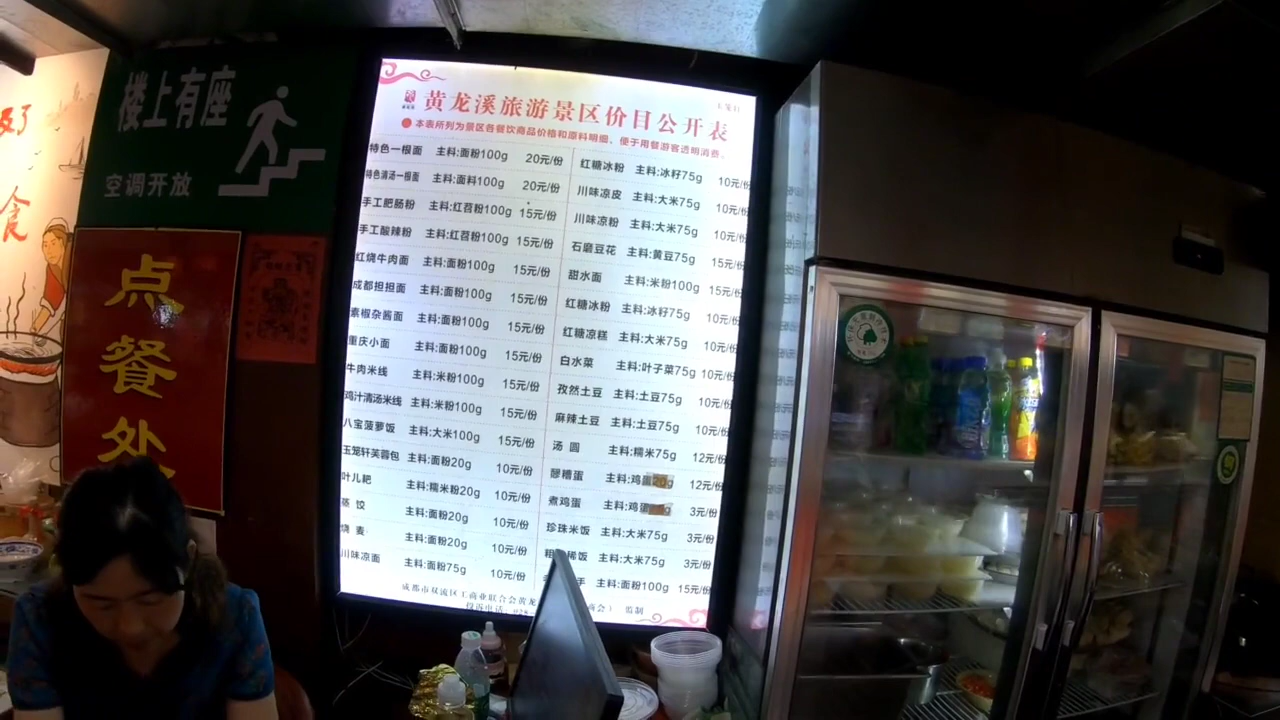 楼上有座
空调开放
点餐处
食
黄龙溪旅游景区价目公开表
本表所列为景区各餐饮商品价格和原料明细。便于用餐游客透明消费。
特色一根面 主料:面粉100g 20元/份
特色清汤一根面 主料:面料100g 20元/份
手工肥肠粉 主料:红苕粉100g 15元/份
手工酸辣粉 主料:红苕粉100g 15元/份
红烧牛肉面 主料:面粉100g 15元/份
成都担担面 主料:面粉100g 15元/份
素椒杂酱面 主料:面粉100g 15元/份
重庆小面 主料:面粉100g 15元/份
牛肉米线 主料:米粉100g 15元/份
鸡汁清汤米线 主料:米粉100g 15元/份
八宝菠萝饭 主料:大米100g 15元/份
玉笼轩芙蓉包 主料:面粉20g 10元/份
叶儿粑 主料:糯米粉20g 10元/份
蒸饺 主料:面粉20g 10元/份
烧麦 主料:面粉20g 10元/份
川味凉面 主料:面粉75g 10元/份
红糖冰粉 主料:冰籽75g 10元/份
川味凉皮 主料:大米75g 10元/份
川味凉粉 主料:大米75g 10元/份
石磨豆花 主料:黄豆75g 15元/份
甜水面 主料:米粉100g 15元/份
红糖冰粉 主料:冰籽75g 10元/份
红糖凉糕 主料:大米75g 10元/份
白水菜 主料:叶子菜75g 10元/份
孜然土豆 主料:土豆75g 10元/份
麻辣土豆 主料:土豆75g 10元/份
汤圆 主料:糯米75g 12元/份
醪糟蛋 主料:鸡蛋20g 12元/份
煮鸡蛋 主料:鸡蛋 3元/份
珍珠米饭 主料:大米75g 3元/份
稀饭 主料:大米75g 3元/份
主料:面粉100g 15元/份
成都市双流区工商业联合会黄龙 商会） 监制
投诉电话：028